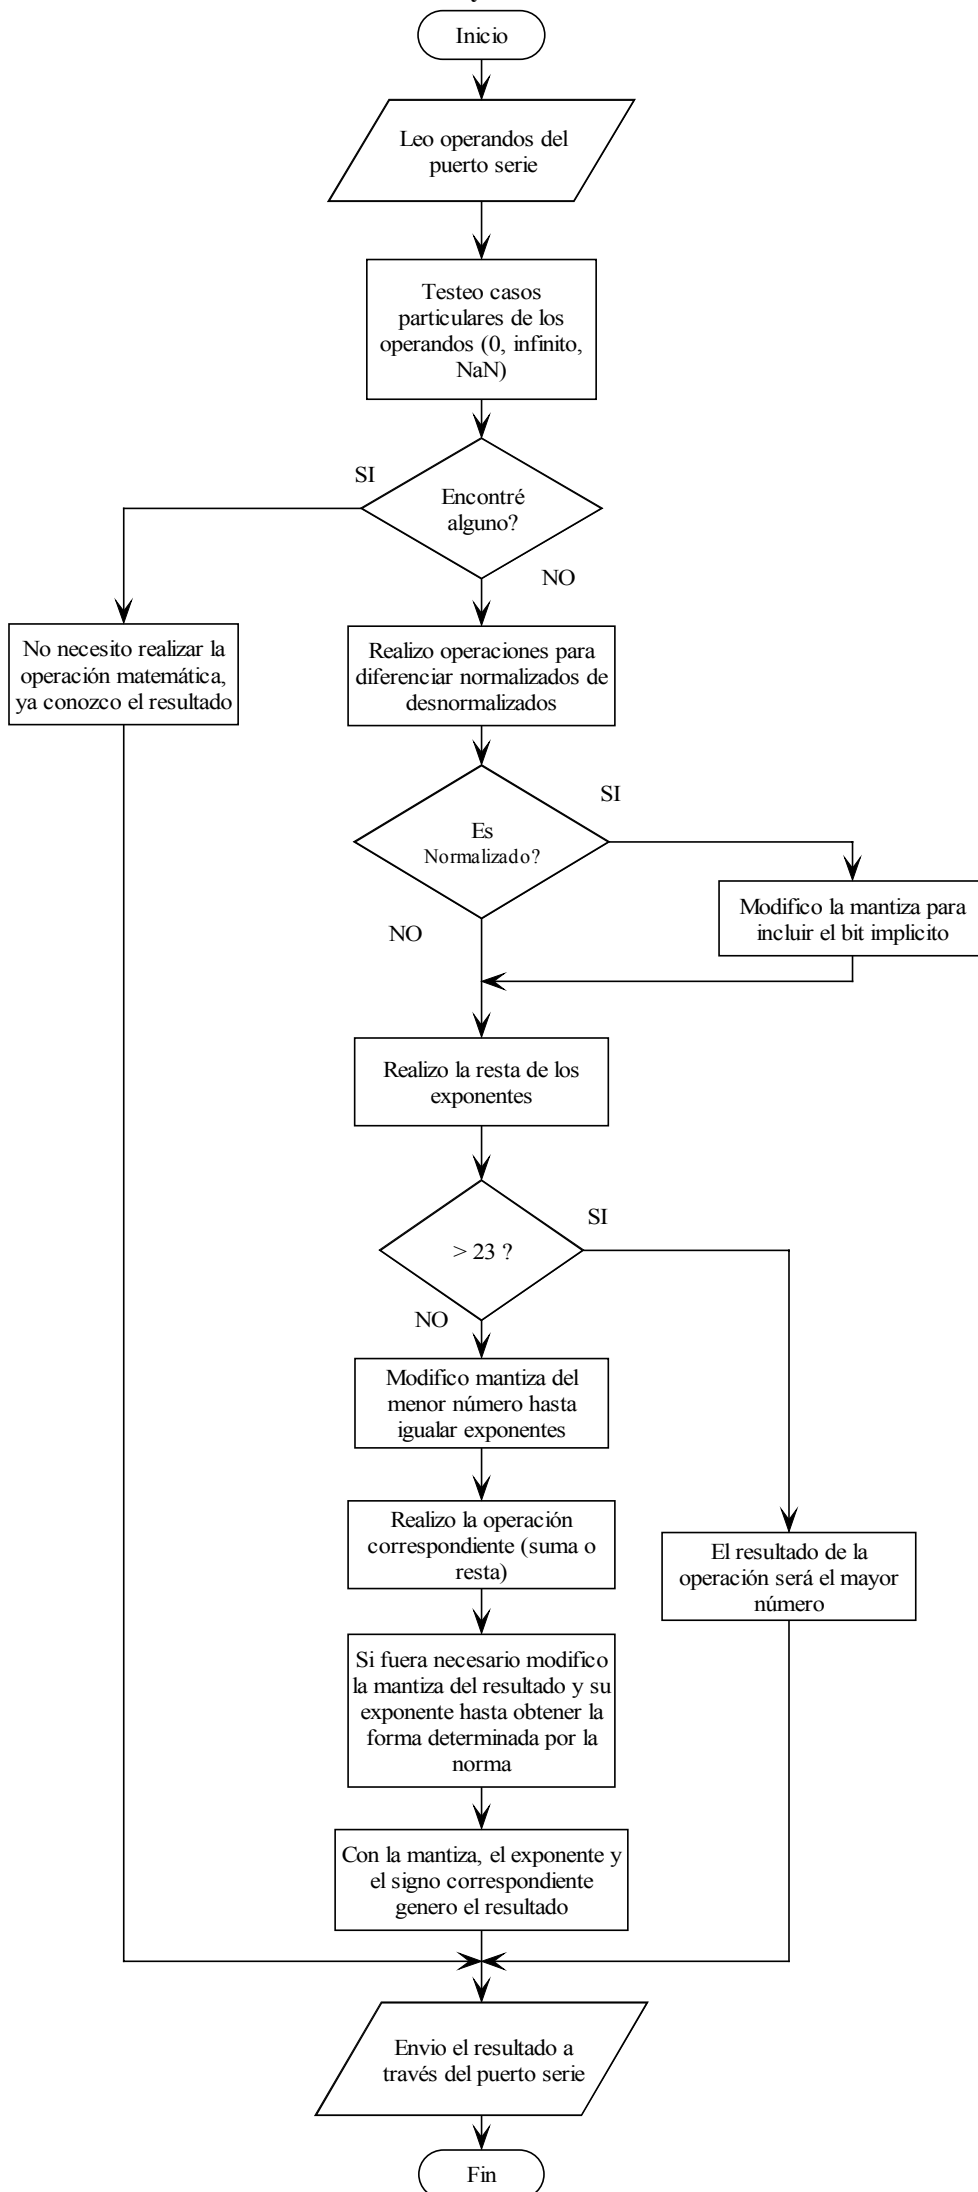 Inicio
Leo operandos del
puerto serie
Testeo casos
particulares de los
operandos (0, infinito,
NaN)
SI
Encontré
alguno?
NO
No necesito realizar la
operación matemática,
ya conozco el resultado
Realizo operaciones para
diferenciar normalizados de
desnormalizados
SI
Es
Normalizado?
NO
Modifico la mantiza para
incluir el bit implicito
Realizo la resta de los
exponentes
SI
> 23 ?
NO
Modifico mantiza del
menor número hasta
igualar exponentes
Realizo la operación
correspondiente (suma o
resta)
El resultado de la
operación será el mayor
número
Si fuera necesario modifico
la mantiza del resultado y su
exponente hasta obtener la
forma determinada por la
norma
Con la mantiza, el exponente y
el signo correspondiente
genero el resultado
Envio el resultado a
través del puerto serie
Fin